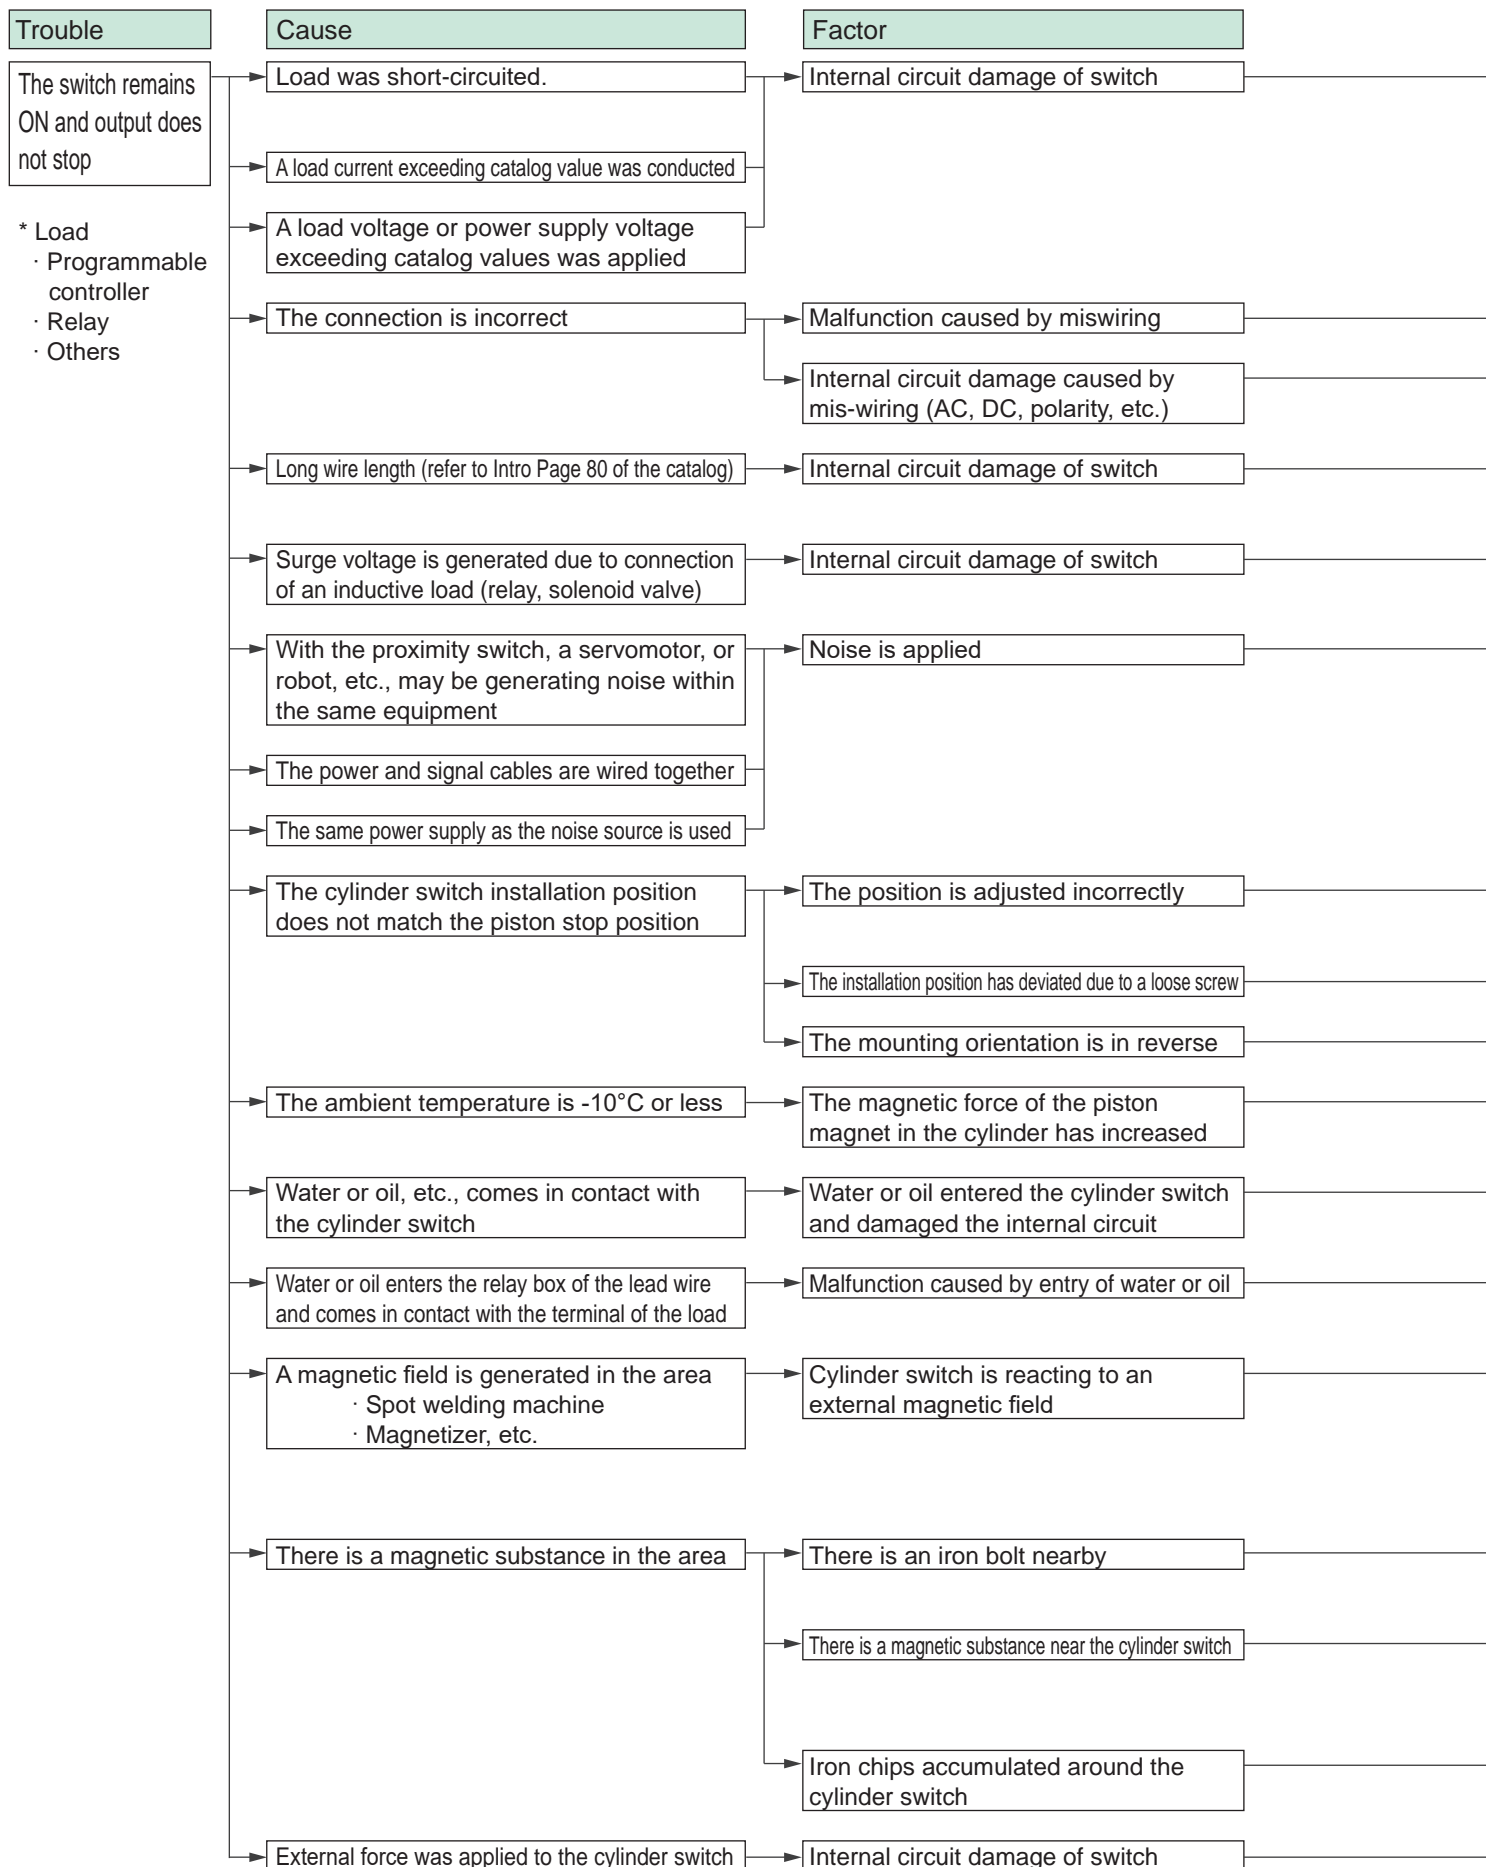 Trouble
Cause
Factor
The switch remains
ON and output does
not stop
* Load
· Programmable
controller
· Relay
· Others
Load was short-circuited.
Internal circuit damage of switch
A load current exceeding catalog value was conducted
A load voltage or power supply voltage
exceeding catalog values was applied
The connection is incorrect
Malfunction caused by miswiring
Internal circuit damage caused by
mis-wiring (AC, DC, polarity, etc.)
Long wire length (refer to Intro Page 80 of the catalog)
Internal circuit damage of switch
Surge voltage is generated due to connection
of an inductive load (relay, solenoid valve)
Internal circuit damage of switch
With the proximity switch, a servomotor, or
robot, etc., may be generating noise within
the same equipment
Noise is applied
The power and signal cables are wired together
The same power supply as the noise source is used
The cylinder switch installation position
does not match the piston stop position
The position is adjusted incorrectly
The installation position has deviated due to a loose screw
The mounting orientation is in reverse
The ambient temperature is -10°C or less
The magnetic force of the piston
magnet in the cylinder has increased
Water or oil, etc., comes in contact with
the cylinder switch
Water or oil entered the cylinder switch
and damaged the internal circuit
Water or oil enters the relay box of the lead wire
and comes in contact with the terminal of the load
Malfunction caused by entry of water or oil
A magnetic field is generated in the area
· Spot welding machine
· Magnetizer, etc.
Cylinder switch is reacting to an
external magnetic field
There is a magnetic substance in the area
There is an iron bolt nearby
There is a magnetic substance near the cylinder switch
Iron chips accumulated around the
cylinder switch
External force was applied to the cylinder switch
Internal circuit damage of switch